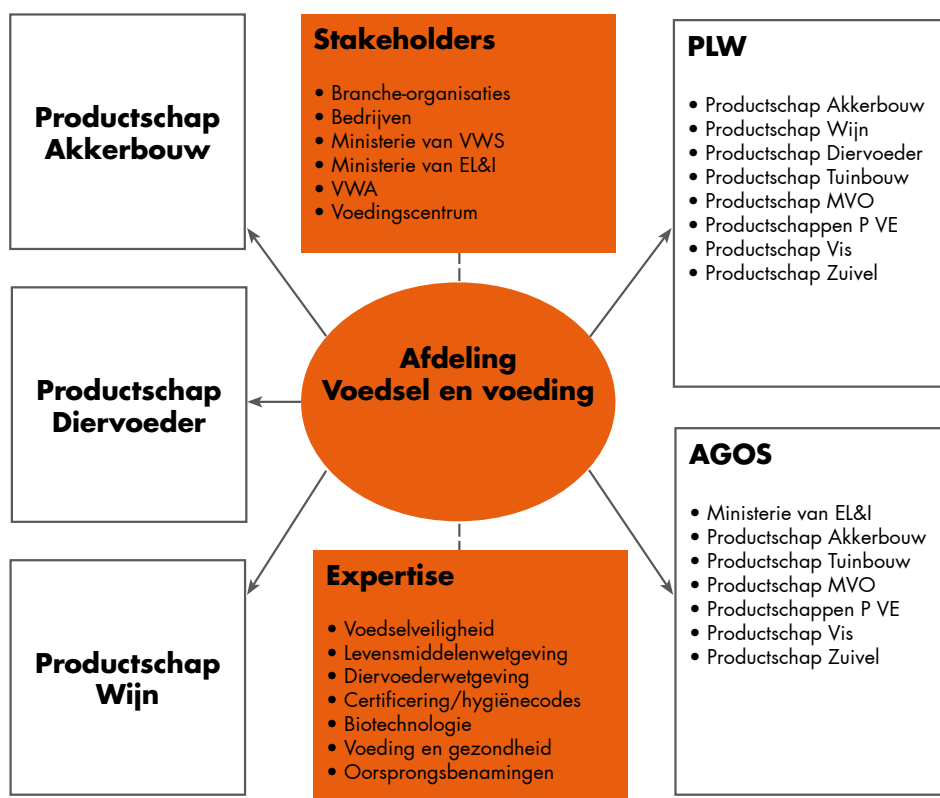 Productschap
Akkerbouw
Stakeholders
• Branche-organisaties
• Bedrijven
• Ministerie van VWS
• Ministerie van EL&I
• VWA
• Voedingscentrum
PLW
• Productschap Akkerbouw
• Productschap Wijn
• Productschap Diervoeder
• Productschap Tuinbouw
• Productschap MVO
• Productschappen P VE
• Productschap Vis
• Productschap Zuivel
Productschap
Diervoeder
Afdeling
Voedsel en voeding
AGOS
• Ministerie van EL&I
• Productschap Akkerbouw
• Productschap Tuinbouw
• Productschap MVO
• Productschappen P VE
• Productschap Vis
• Productschap Zuivel
Productschap
Wijn
Expertise
• Voedselveiligheid
• Levensmiddelenwetgeving
• Diervoederwetgeving
• Certificering/hygiënecodes
• Biotechnologie
• Voeding en gezondheid
• Oorsprongsbenamingen